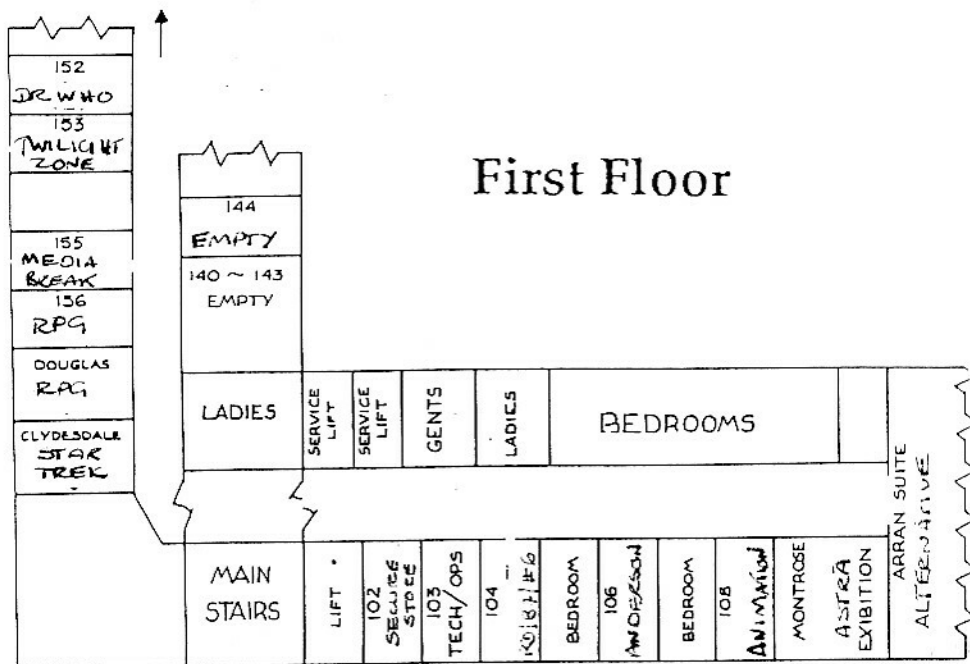 First Floor
152
DR WHO
153
TWILIGHT
ZONE
155
MEDIA
BREAK
156
RPG
DOUGLAS
RPG
CLYDESDALE
STAR
TREK
144
EMPTY
140 ~ 143
EMPTY
LADIES
SERVICE
LIFT
SERVICE
LIFT
GENTS
LADIES
BEDROOMS
ARRAN SUITE
ALTERNATIVE
MAIN
STAIRS
LIFT
102
SECURE
STORE
103
TECH/OPS
104
BEDROOM
106
ANDERSON
BEDROOM
108
ANIMATION
MONTROSE
ASTRA
EXIBITION